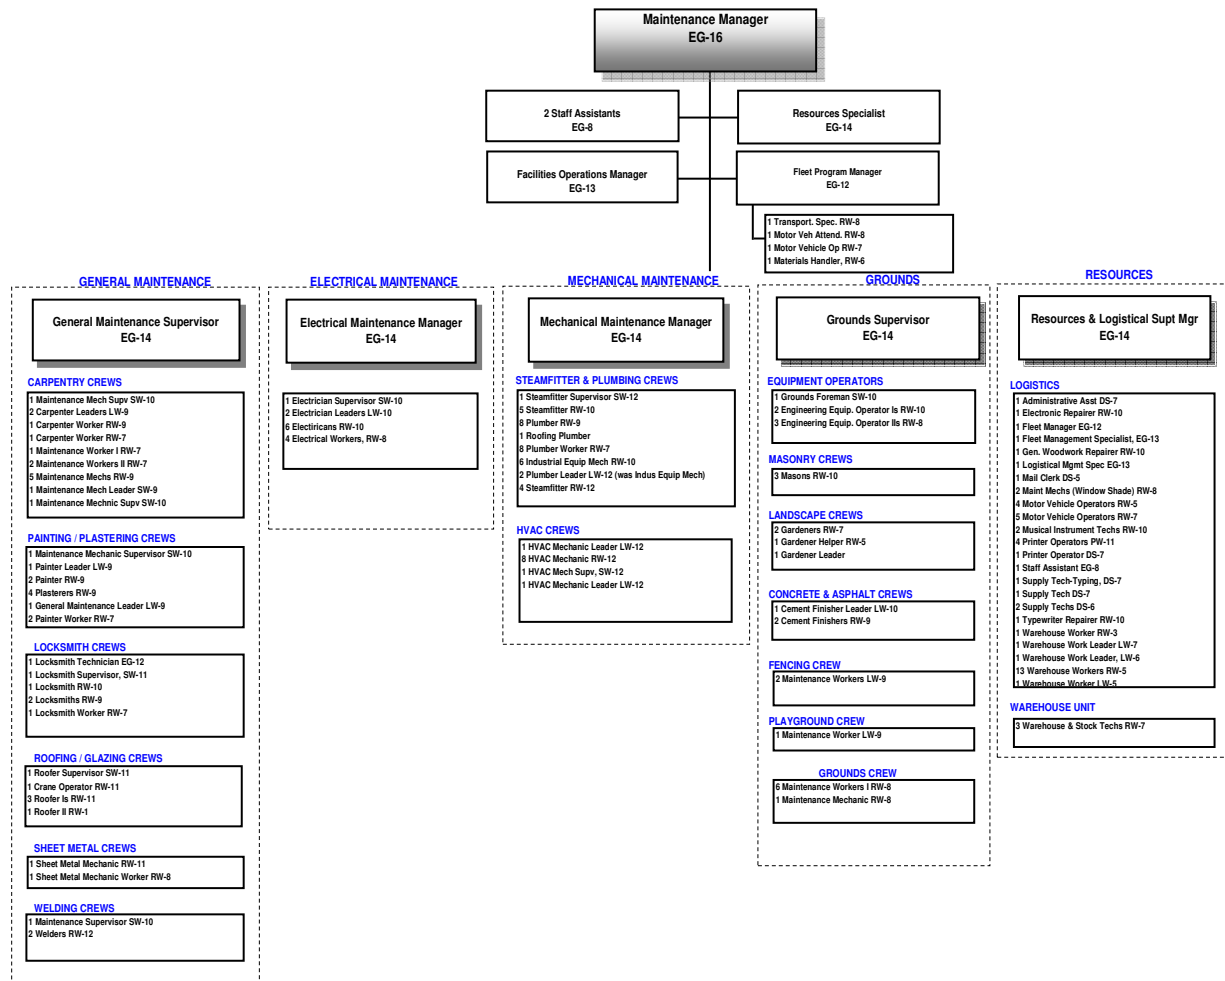 Maintenance Manager
EG-16
2 Staff Assistants
EG-8
Resources Specialist
EG-14
Facilities Operations Manager
EG-13
Fleet Program Manager
EG-12
1 Transport. Spec. RW-8
1 Motor Veh Attend. RW-8
1 Motor Vehicle Op RW-7
1 Materials Handler, RW-6
GENERAL MAINTENANCE
General Maintenance Supervisor
EG-14
CARPENTRY CREWS
1 Maintenance Mech Supv SW-10
2 Carpenter Leaders LW-9
1 Carpenter Worker RW-9
1 Carpenter Worker RW-7
1 Maintenance Worker I RW-7
2 Maintenance Workers II RW-7
5 Maintenance Mechs RW-9
1 Maintenance Mech Leader SW-9
1 Maintenance Mechnic Supv SW-10
PAINTING / PLASTERING CREWS
1 Maintenance Mechanic Supervisor SW-10
1 Painter Leader LW-9
2 Painter RW-9
4 Plasterers RW-9
1 General Maintenance Leader LW-9
2 Painter Worker RW-7
LOCKSMITH CREWS
1 Locksmith Technician EG-12
1 Locksmith Supervisor, SW-11
1 Locksmith RW-10
2 Locksmiths RW-9
1 Locksmith Worker RW-7
ROOFING / GLAZING CREWS
1 Roofer Supervisor SW-11
1 Crane Operator RW-11
3 Roofer Is RW-11
1 Roofer II RW-1
SHEET METAL CREWS
1 Sheet Metal Mechanic RW-11
1 Sheet Metal Mechanic Worker RW-8
WELDING CREWS
1 Maintenance Supervisor SW-10
2 Welders RW-12
ELECTRICAL MAINTENANCE
Electrical Maintenance Manager
EG-14
1 Electrician Supervisor SW-10
2 Electrician Leaders LW-10
6 Electiricans RW-10
4 Electrical Workers, RW-8
MECHANICAL MAINTENANCE
Mechanical Maintenance Manager
EG-14
STEAMFITTER & PLUMBING CREWS
1 Steamfitter Supervisor SW-12
5 Steamfitter RW-10
8 Plumber RW-9
1 Roofing Plumber
8 Plumber Worker RW-7
6 Industrial Equip Mech RW-10
2 Plumber Leader LW-12 (was Indus Equip Mech)
4 Steamfitter RW-12
HVAC CREWS
1 HVAC Mechanic Leader LW-12
8 HVAC Mechanic RW-12
1 HVAC Mech Supv, SW-12
1 HVAC Mechanic Leader LW-12
GROUNDS
Grounds Supervisor
EG-14
EQUIPMENT OPERATORS
1 Grounds Foreman SW-10
2 Engineering Equip. Operator Is RW-10
3 Engineering Equip. Operator IIs RW-8
MASONRY CREWS
3 Masons RW-10
LANDSCAPE CREWS
2 Gardeners RW-7
1 Gardener Helper RW-5
1 Gardener Leader
CONCRETE & ASPHALT CREWS
1 Cement Finisher Leader LW-10
2 Cement Finishers RW-9
FENCING CREW
2 Maintenance Workers LW-9
PLAYGROUND CREW
1 Maintenance Worker LW-9
GROUNDS CREW
6 Maintenance Workers I RW-8
1 Maintenance Mechanic RW-8
RESOURCES
Resources & Logistical Supt Mgr
EG-14
LOGISTICS
1 Administrative Asst DS-7
1 Electronic Repairer RW-10
1 Fleet Manager EG-12
1 Fleet Management Specialist, EG-13
1 Gen. Woodwork Repairer RW-10
1 Logistical Mgmt Spec EG-13
1 Mail Clerk DS-5
2 Maint Mechs (Window Shade) RW-8
4 Motor Vehicle Operators RW-5
5 Motor Vehicle Operators RW-7
2 Musical Instrument Techs RW-10
4 Printer Operators PW-11
1 Printer Operator DS-7
1 Staff Assistant EG-8
1 Supply Tech-Typing, DS-7
1 Supply Tech DS-7
2 Supply Techs DS-6
1 Typewriter Repairer RW-10
1 Warehouse Worker RW-3
1 Warehouse Work Leader LW-7
1 Warehouse Work Leader, LW-6
13 Warehouse Workers RW-5
1 Warehouse Worker LW-5
WAREHOUSE UNIT
3 Warehouse & Stock Techs RW-7